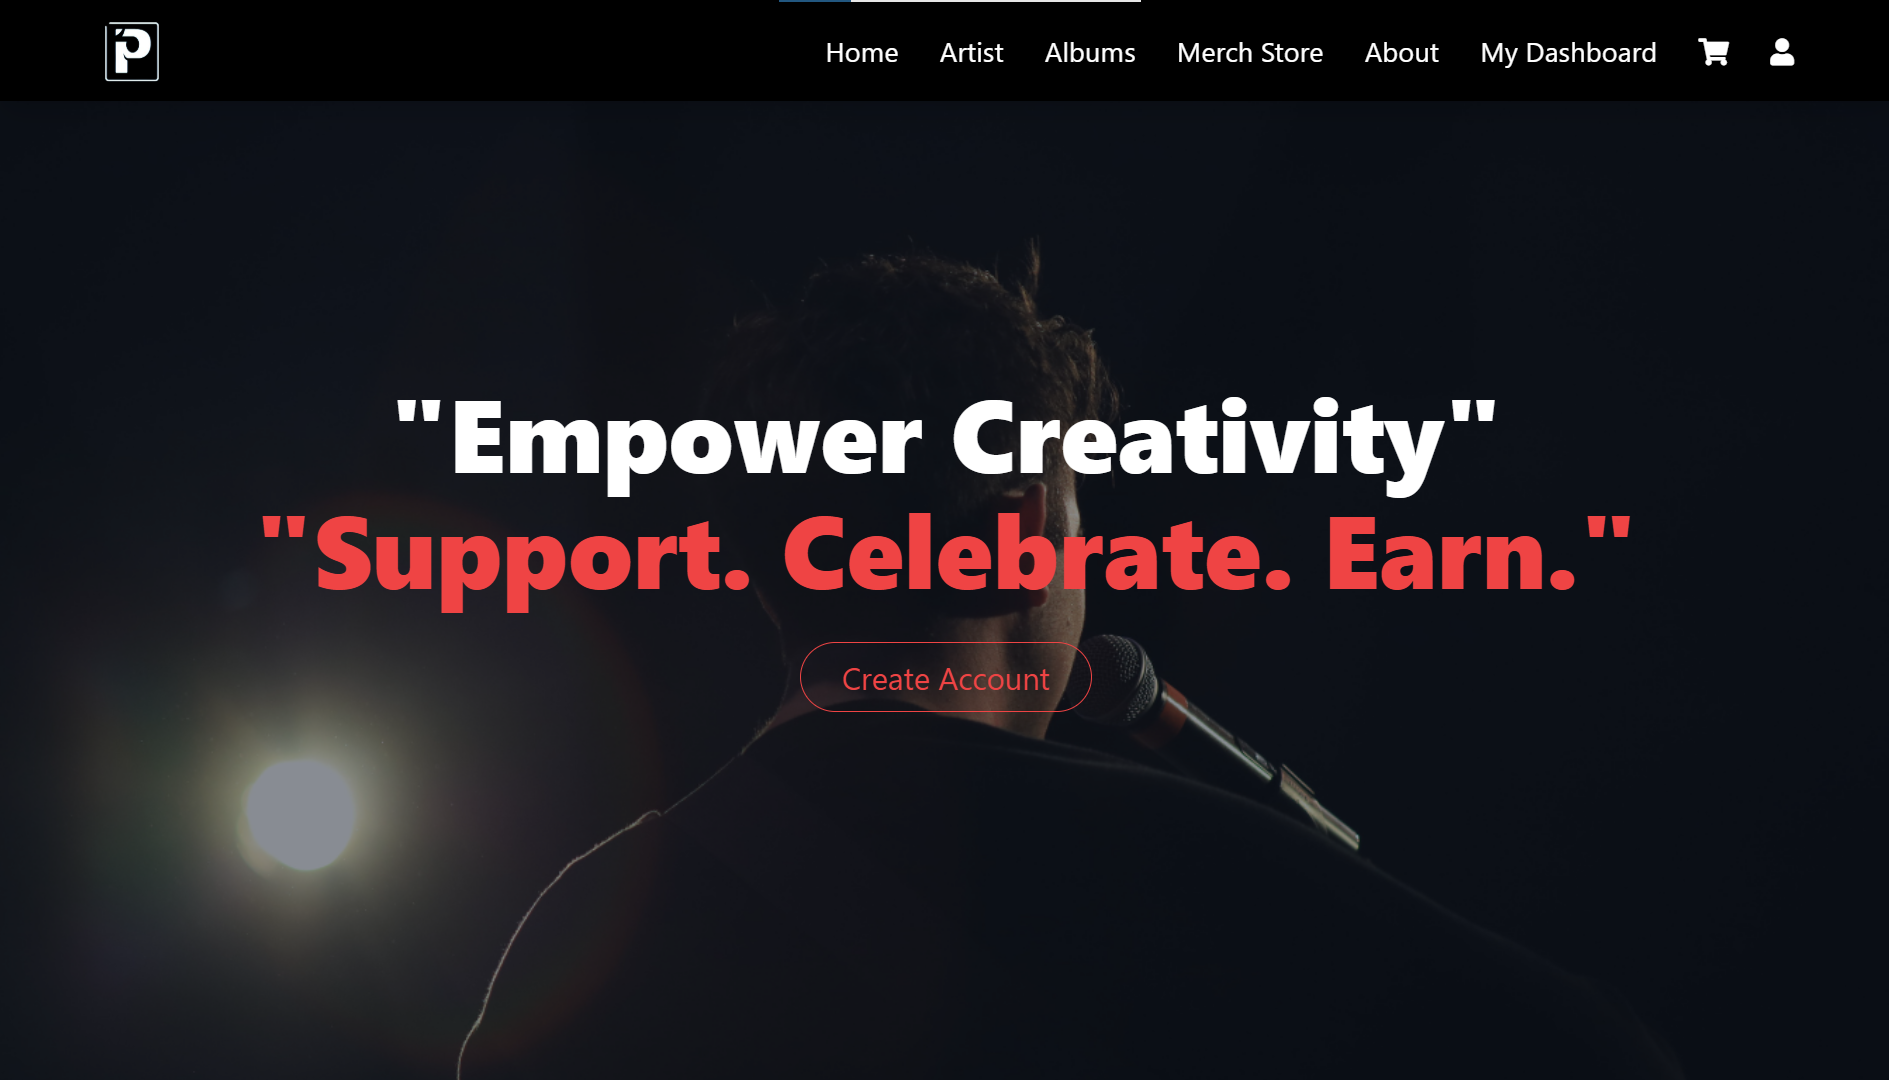 P
Home Artist Albums Merch Store About My Dashboard
"Empower Creativity"
"Support. Celebrate. Earn."
Create Account